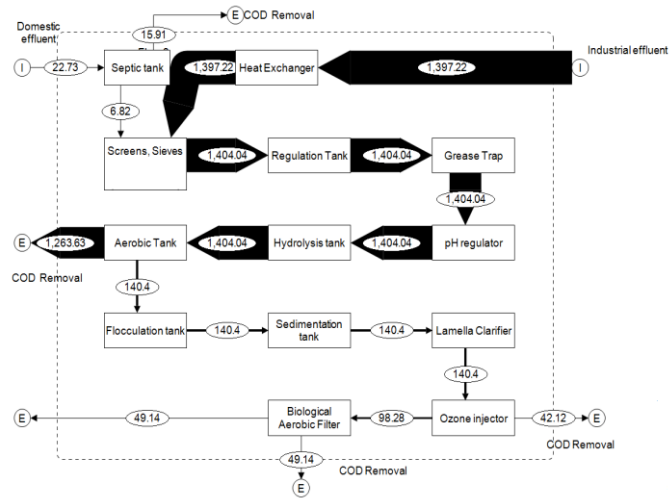 E COD Removal
Domestic
effluent
15.91
I
22.73
Septic tank
1,397.22
Heat Exchanger
1,397.22
Industrial effluent
I
6.82
Screens, Sieves
1,404.04
Regulation Tank
1,404.04
Grease Trap
1,404.04
E
1,263.63
Aerobic Tank
1,404.04
Hydrolysis tank
1,404.04
pH regulator
COD Removal
140.4
Flocculation tank
140.4
Sedimentation
tank
140.4
Lamella Clarifier
140.4
E
49.14
Biological
Aerobic Filter
98.28
Ozone injector
42.12
E
COD Removal
49.14
COD Removal
E